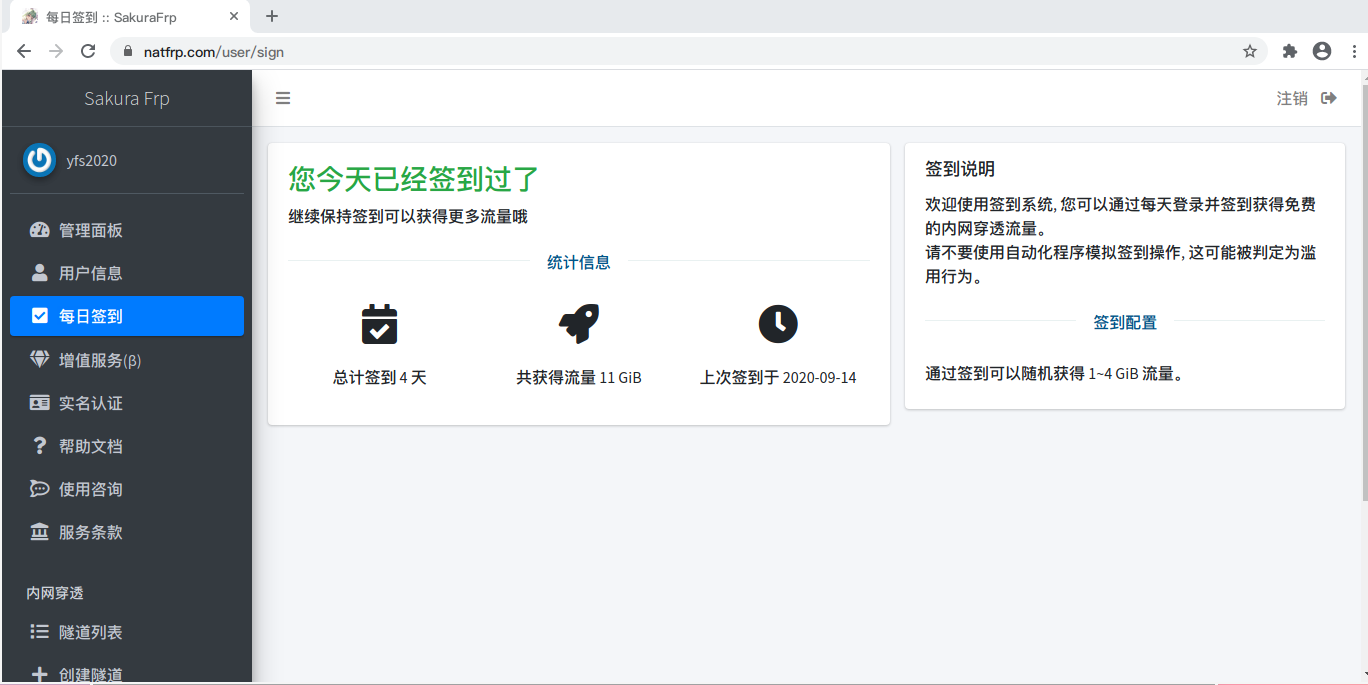 每日签到 :: SakuraFrp
natfrp.com/user/sign
Sakura Frp
注销
yfs2020
管理面板
用户信息
每日签到
增值服务(β)
实名认证
帮助文档
使用咨询
服务条款
内网穿透
隧道列表
创建隧道
您今天已经签到过了
继续保持签到可以获得更多流量哦
统计信息
总计签到 4 天
共获得流量 11 GiB
上次签到于 2020-09-14
签到说明
欢迎使用签到系统, 您可以通过每天登录并签到获得免费
的内网穿透流量。
请不要使用自动化程序模拟签到操作, 这可能被判定为滥
用行为。
签到配置
通过签到可以随机获得 1~4 GiB 流量。